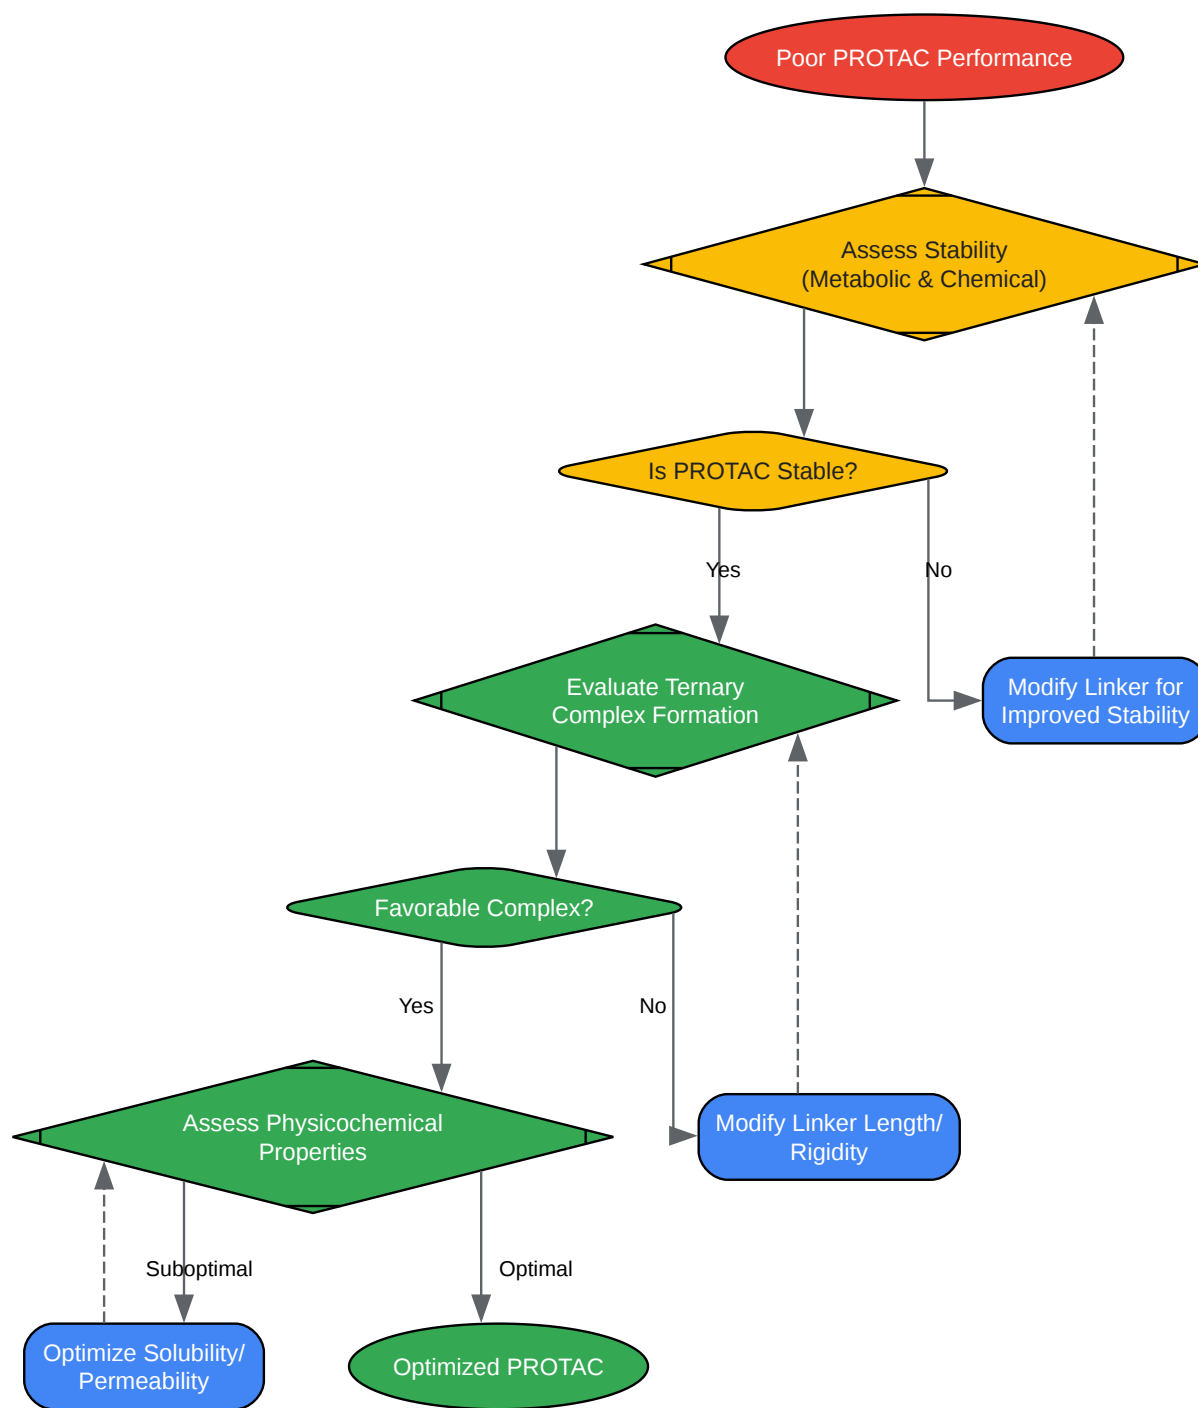 Poor PROTAC Performance
Assess Stability
(Metabolic & Chemical)
Is PROTAC Stable?
Yes
No
Evaluate Ternary
Complex Formation
Modify Linker for
Improved Stability
Favorable Complex?
Yes
No
Assess Physicochemical
Properties
Modify Linker Length/
Rigidity
Suboptimal
Optimal
Optimize Solubility/
Permeability
Optimized PROTAC